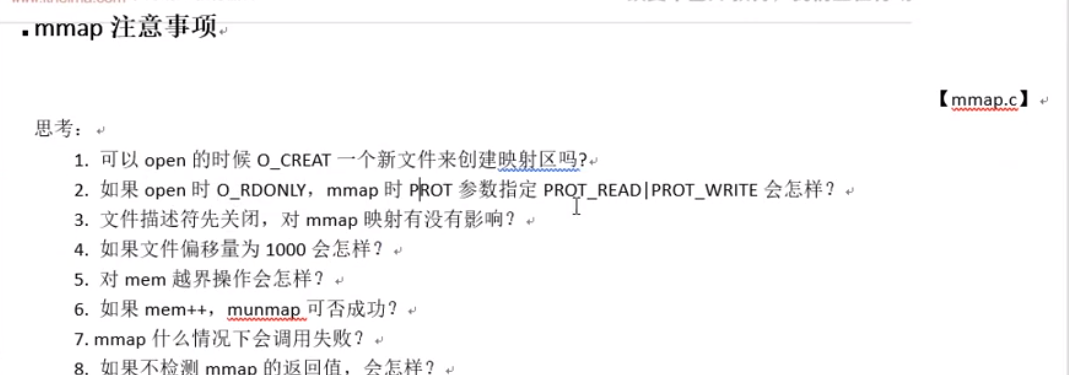 mmap 注意事项
【mmap.c】
思考：
1. 可以 open 的时候 O_CREAT 一个新文件来创建映射区吗?
2. 如果 open 时 O_RDONLY，mmap 时 PROT 参数指定 PROT_READ|PROT_WRITE 会怎样？
3. 文件描述符先关闭，对 mmap 映射有没有影响？
4. 如果文件偏移量为 1000 会怎样？
5. 对 mem 越界操作会怎样？
6. 如果 mem++，munmap 可否成功？
7. mmap 什么情况下会调用失败？
8. 如果不检测 mmap 的返回值，会怎样？